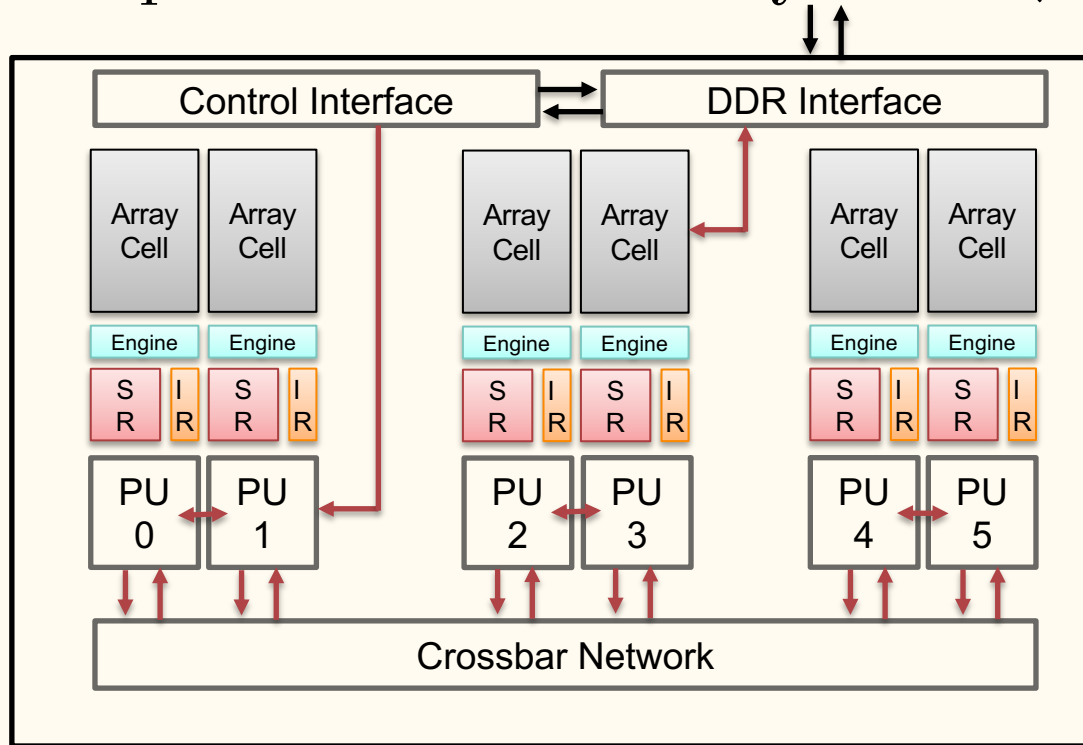 Control Interface
DDR Interface
Array
Cell
Array
Cell
Array
Cell
Array
Cell
Array
Cell
Array
Cell
Engine
Engine
Engine
Engine
Engine
Engine
S
R
I
R
S
R
I
R
S
R
I
R
S
R
I
R
S
R
I
R
S
R
I
R
PU
0
PU
1
PU
2
PU
3
PU
4
PU
5
Crossbar Network